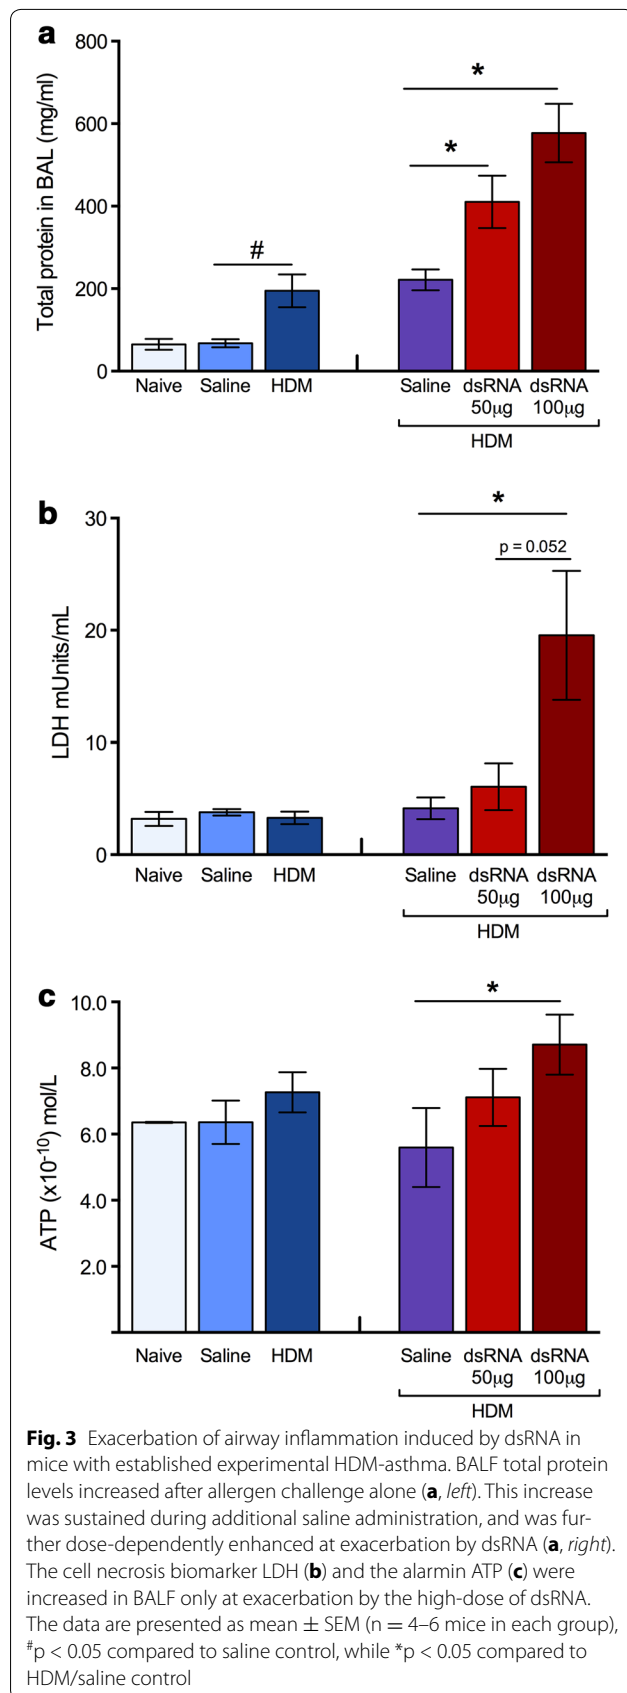 a
Total protein in BAL (mg/ml)
800
600
400
200
0
*
*
#
Naive Saline HDM Saline dsRNA dsRNA
50μg 100μg
HDM
b
LDH mUnits/mL
30
20
10
0
*
p = 0.052
Naive Saline HDM Saline dsRNA dsRNA
50μg 100μg
HDM
c
ATP (x10-10) mol/L
10.0
8.0
6.0
4.0
2.0
*
Naive Saline HDM Saline dsRNA dsRNA
50μg 100μg
HDM
Fig. 3 Exacerbation of airway inflammation induced by dsRNA in
mice with established experimental HDM-asthma. BALF total protein
levels increased after allergen challenge alone (a, left). This increase
was sustained during additional saline administration, and was fur-
ther dose-dependently enhanced at exacerbation by dsRNA (a, right).
The cell necrosis biomarker LDH (b) and the alarmin ATP (c) were
increased in BALF only at exacerbation by the high-dose of dsRNA.
The data are presented as mean ± SEM (n = 4–6 mice in each group),
#p < 0.05 compared to saline control, while *p < 0.05 compared to
HDM/saline control